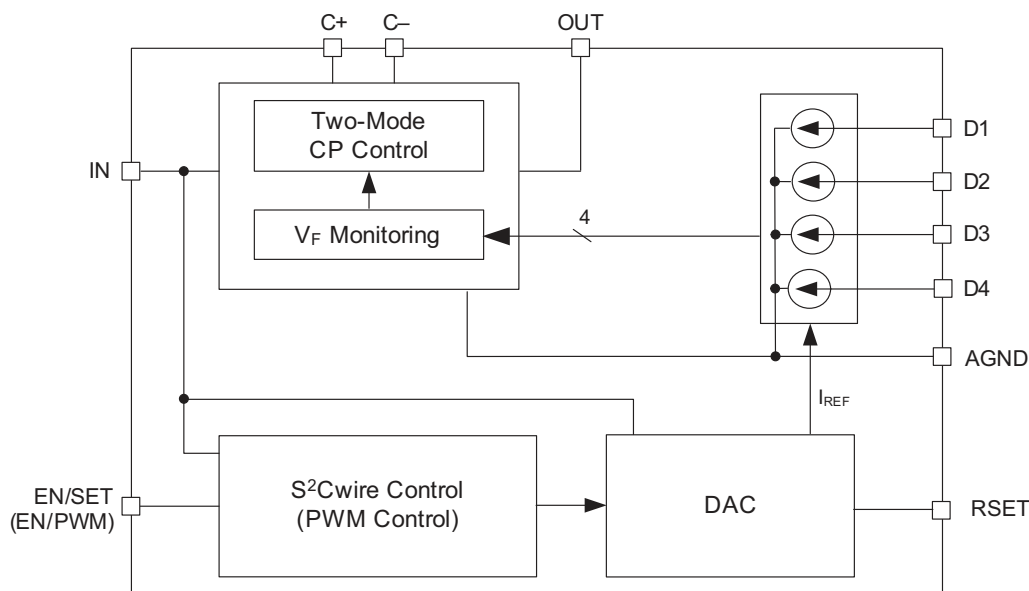 C+
C–
OUT
Two-Mode
CP Control
D1
IN
D2
4
VF Monitoring
D3
D4
AGND
IREF
EN/SET
(EN/PWM)
S²Cwire Control
(PWM Control)
DAC
RSET